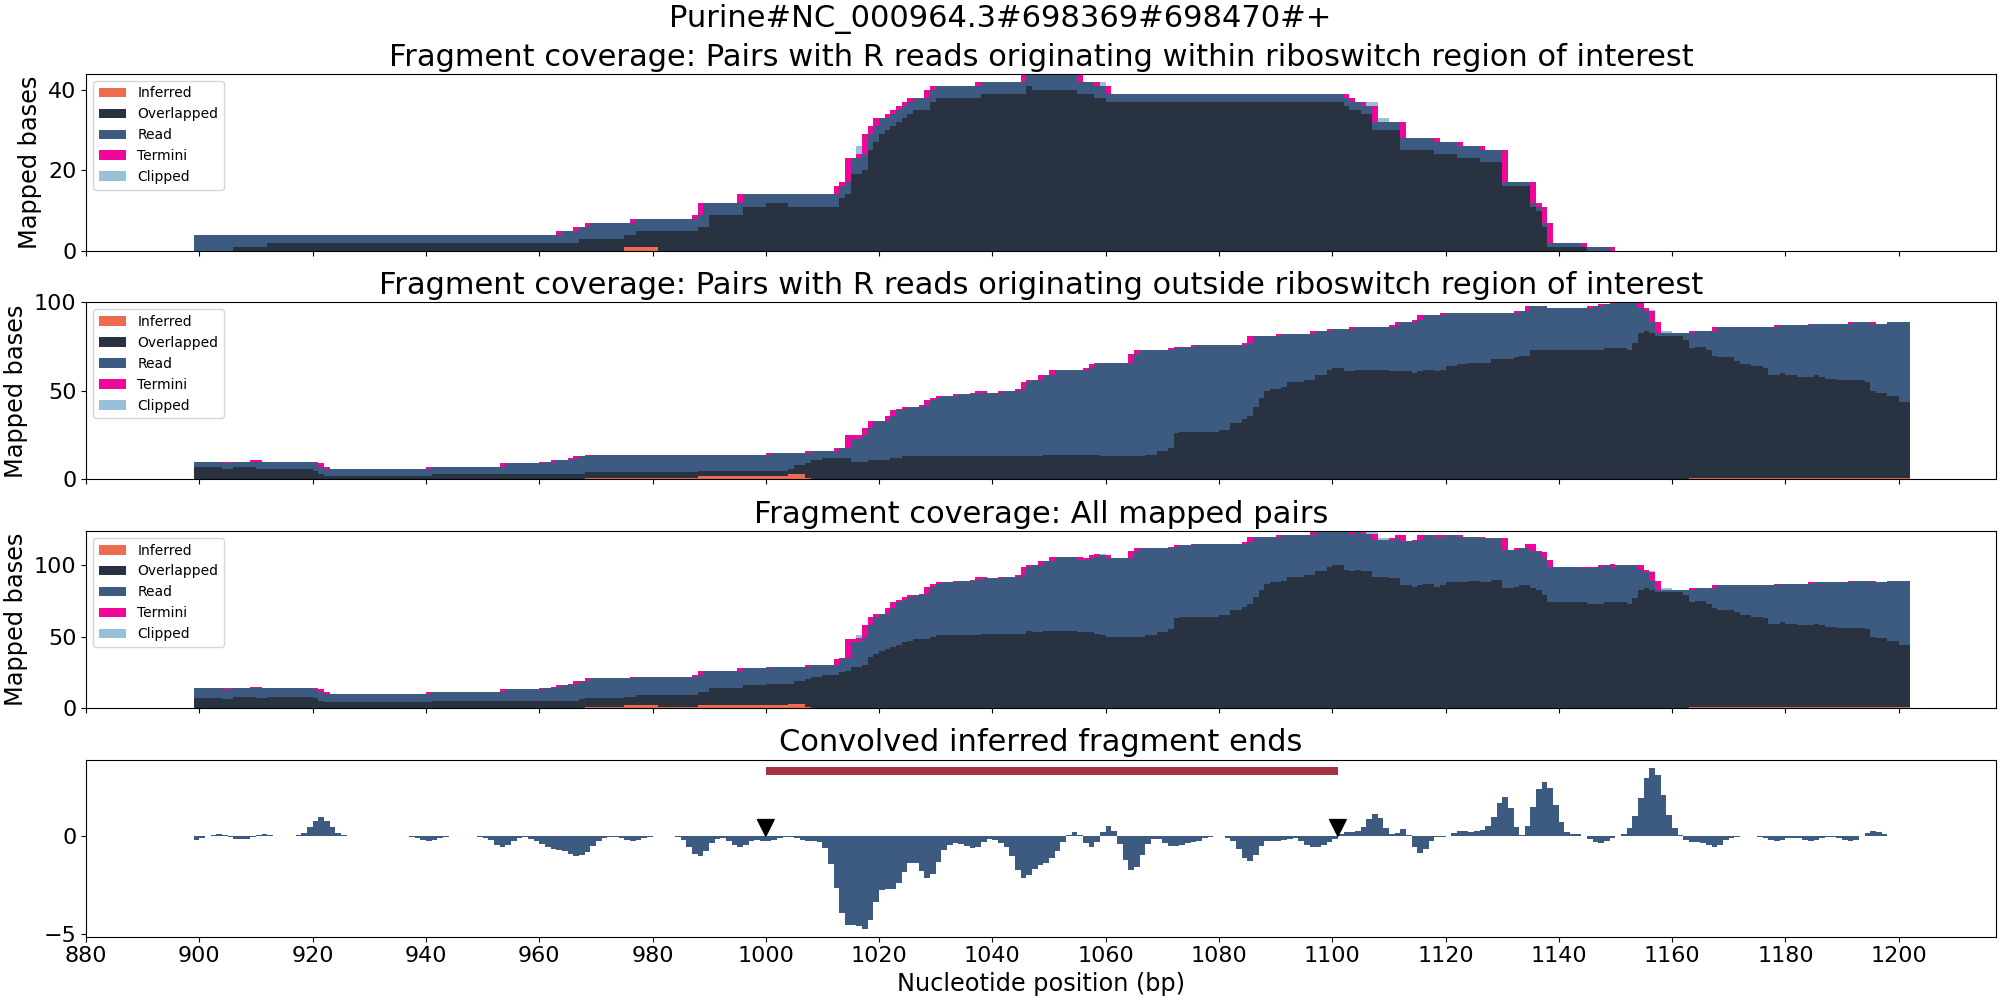 Purine#NC_000964.3#698369#698470#+
Fragment coverage: Pairs with R reads originating within riboswitch region of interest
Mapped bases
40
20
0
Inferred
Overlapped
Read
Termini
Clipped
Fragment coverage: Pairs with R reads originating outside riboswitch region of interest
Mapped bases
100
50
0
Inferred
Overlapped
Read
Termini
Clipped
Fragment coverage: All mapped pairs
Mapped bases
100
50
0
Inferred
Overlapped
Read
Termini
Clipped
Convolved inferred fragment ends
0
−5
880 900 920 940 960 980 1000 1020 1040 1060 1080 1100 1120 1140 1160 1180 1200
Nucleotide position (bp)